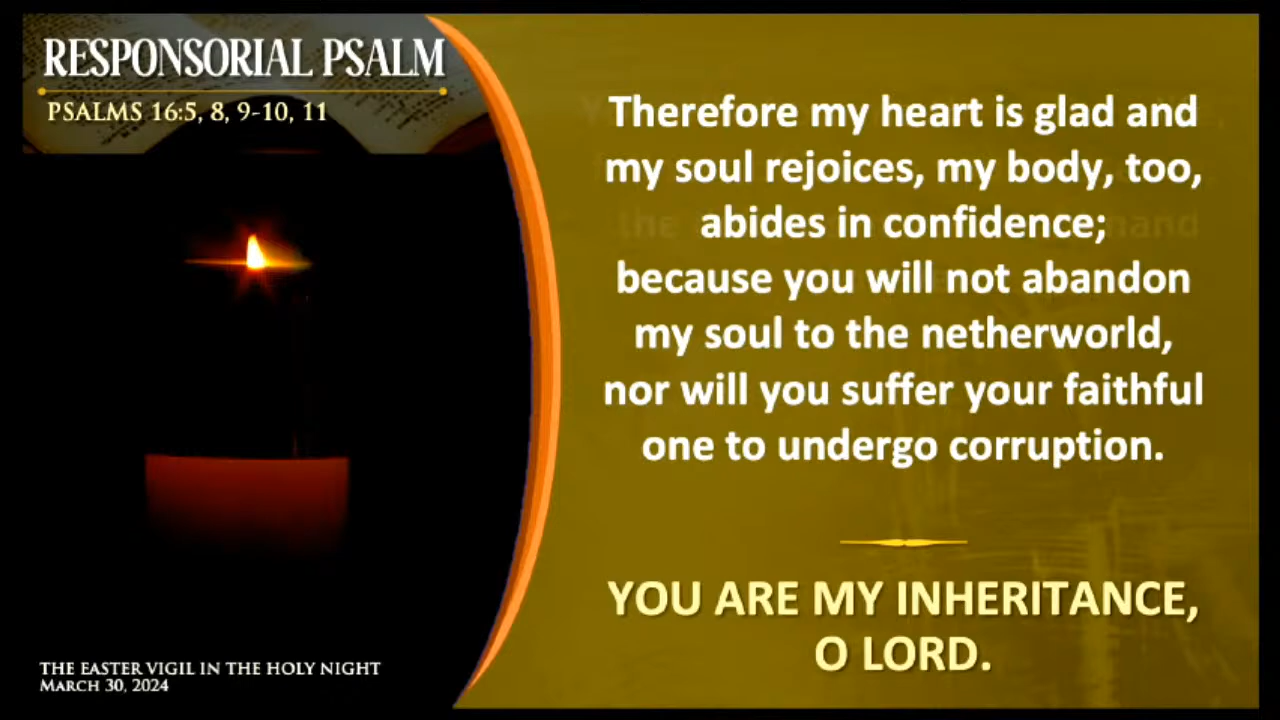 RESPONSORIAL PSALM
PSALMS 16:5, 8, 9-10, 11
Therefore my heart is glad and
my soul rejoices, my body, too,
abides in confidence;
because you will not abandon
my soul to the netherworld,
nor will you suffer your faithful
one to undergo corruption.
YOU ARE MY INHERITANCE,
O LORD.
THE EASTER VIGIL IN THE HOLY NIGHT
MARCH 30, 2024